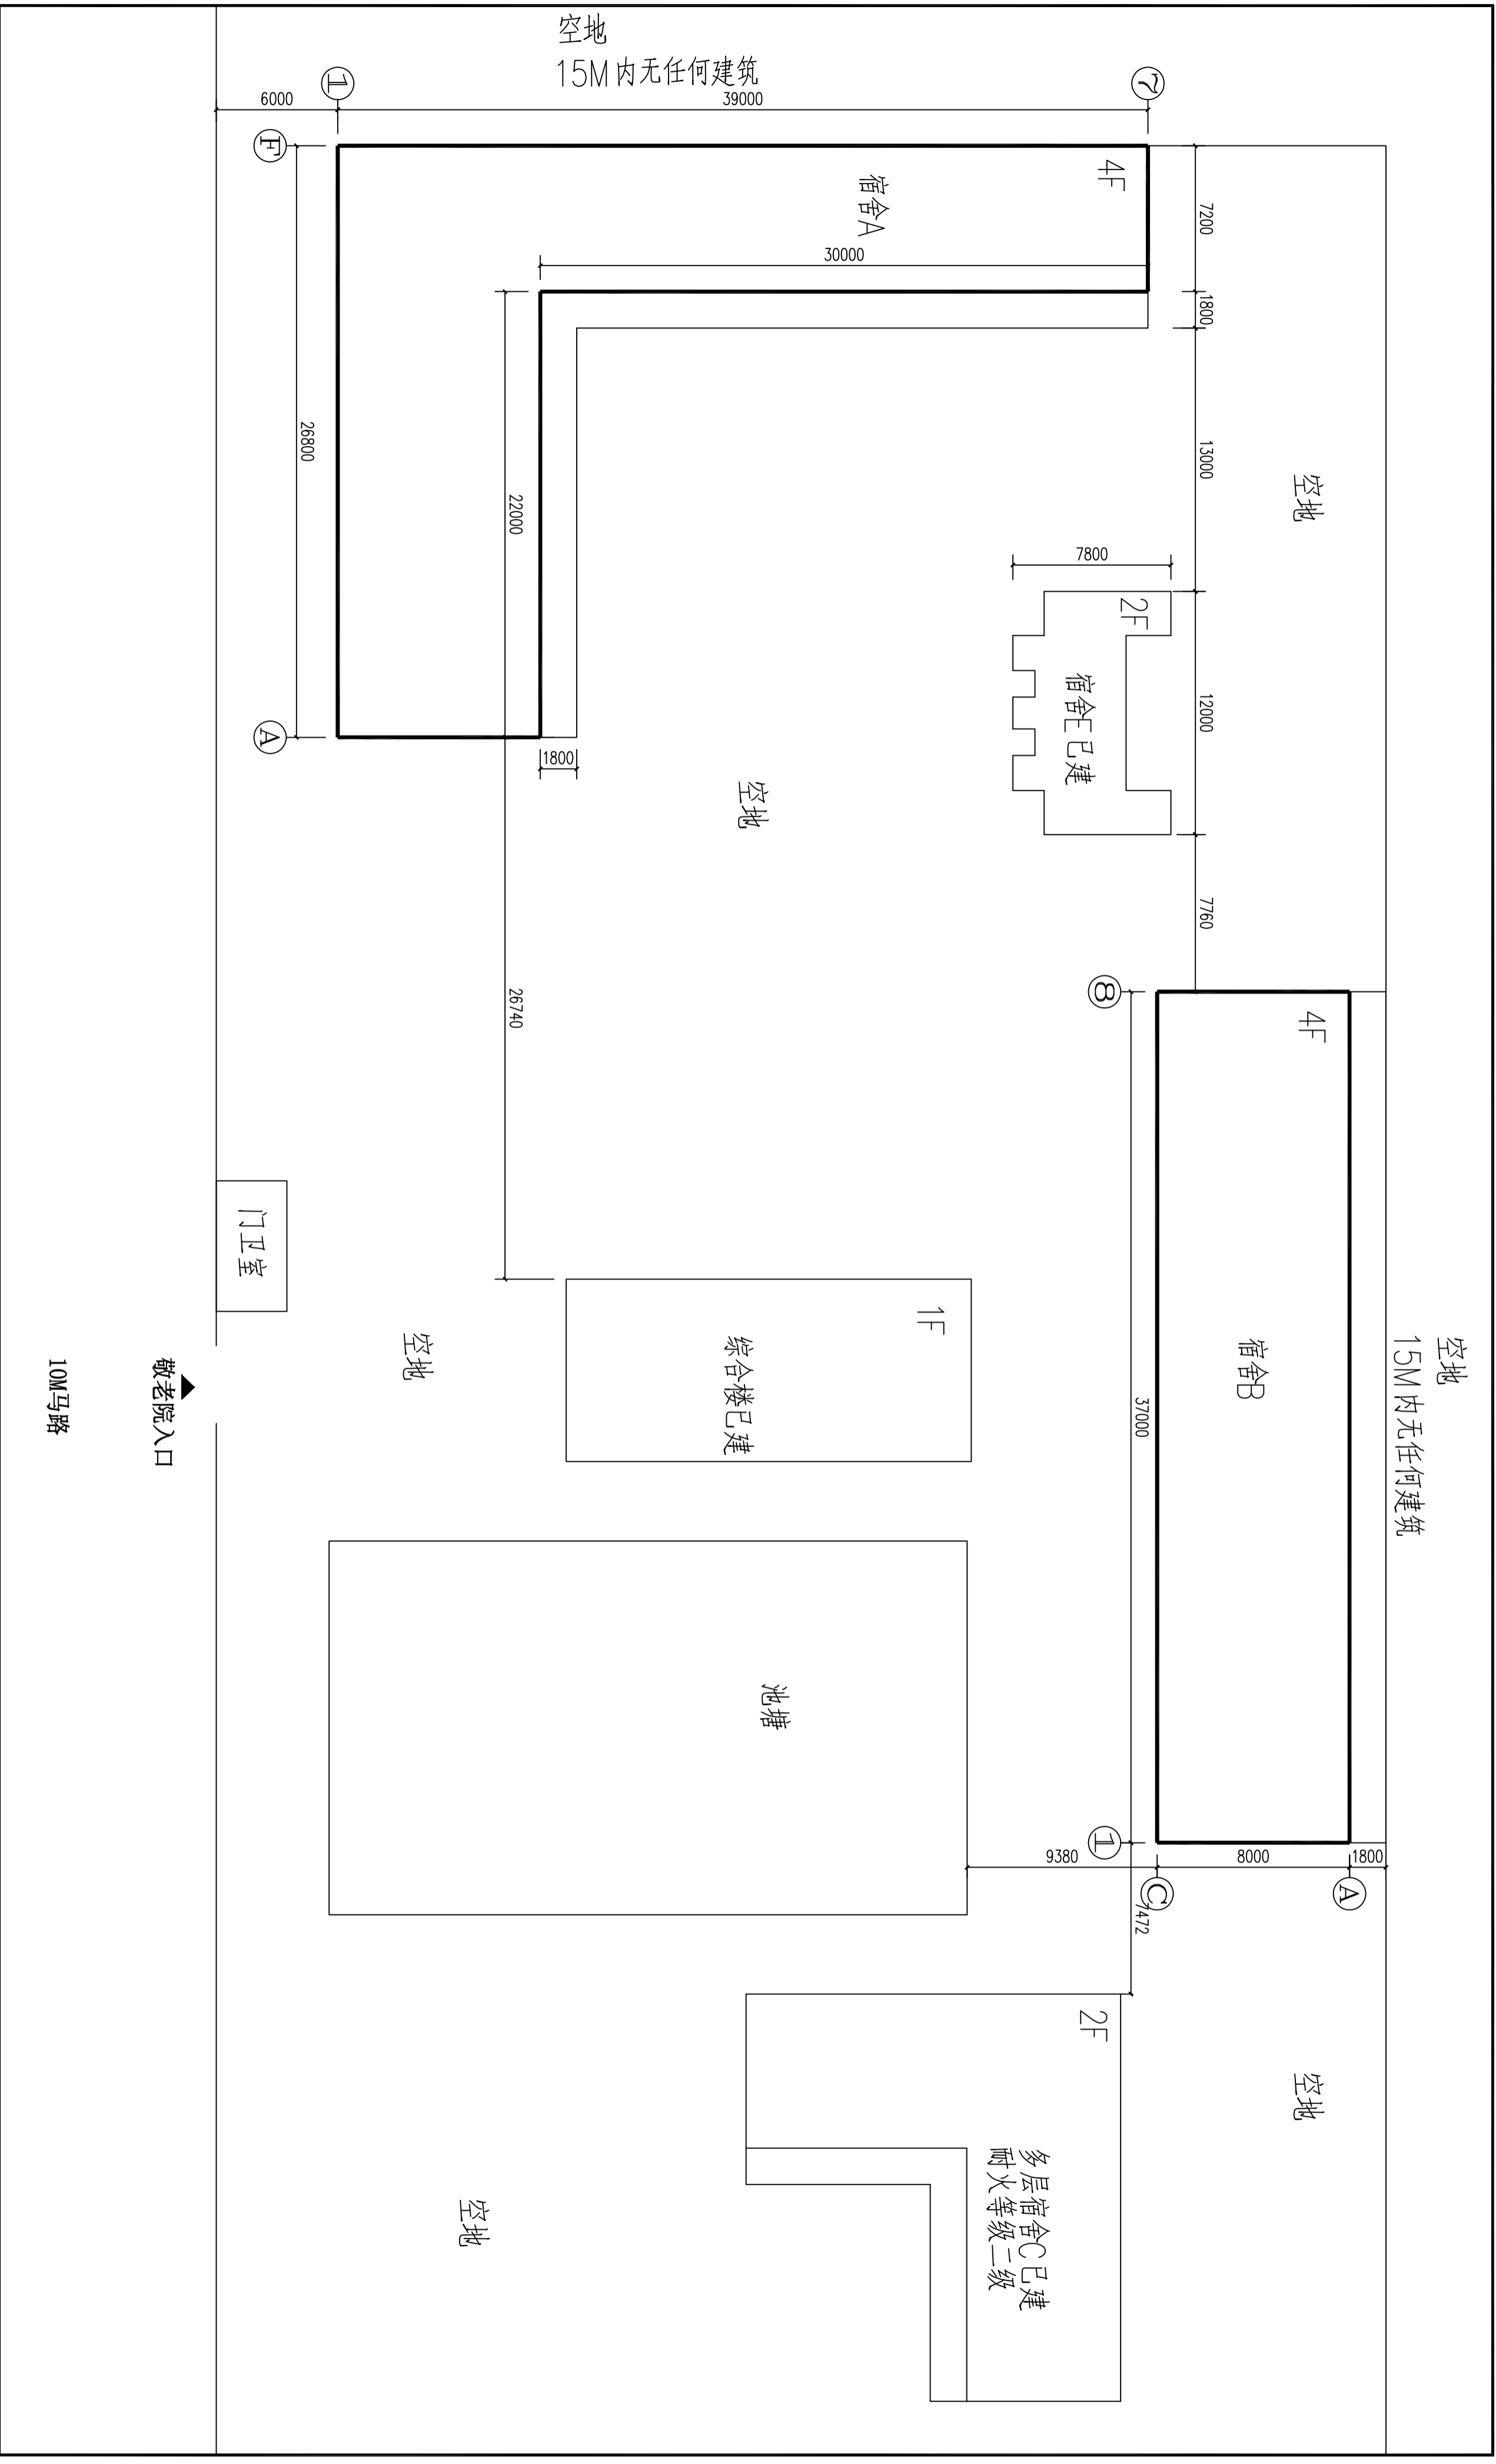 空地
15M内无任何建筑
1
7
6000
39000
F
A
26800
4F
宿舍A
30000
22000
1800
7200
1800
13000
12000
7760
空地
7800
2F
宿舍E已建
空地
26740
8
4F
宿舍B
37000
1
空地
15M内无任何建筑
9380
8000
1800
C
A
7472
门卫室
空地
敬老院入口
10M马路
1F
综合楼已建
池塘
2F
多层宿舍C已建
耐火等级二级
空地
空地